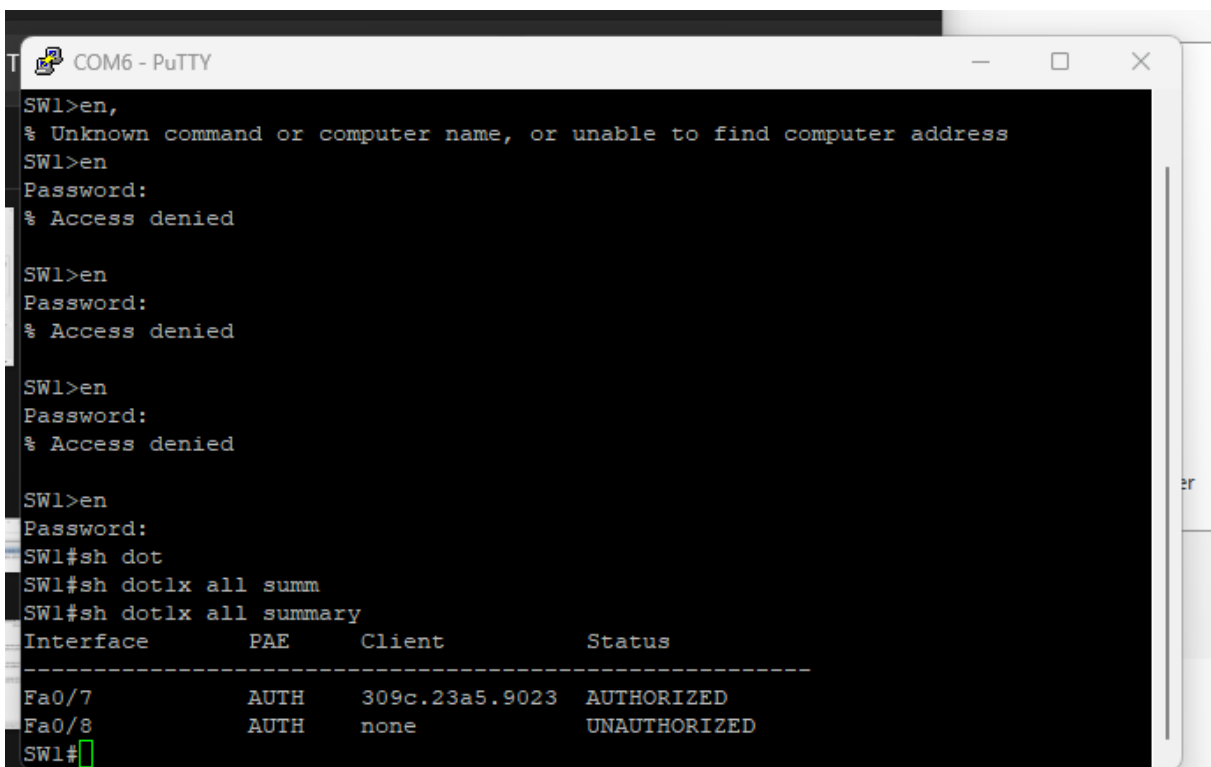 T
COM6 - PuTTY
SW1>en,
% Unknown command or computer name, or unable to find computer address
SW1>en
Password:
% Access denied
SW1>en
Password:
% Access denied
SW1>en
Password:
% Access denied
SW1>en
Password:
SW1#sh dot
SW1#sh dot1x all summ
SW1#sh dot1x all summary
Interface PAE Client Status
----------------------------------------------------------
Fa0/7 AUTH 309c.23a5.9023 AUTHORIZED
Fa0/8 AUTH none UNAUTHORIZED
SW1#
er